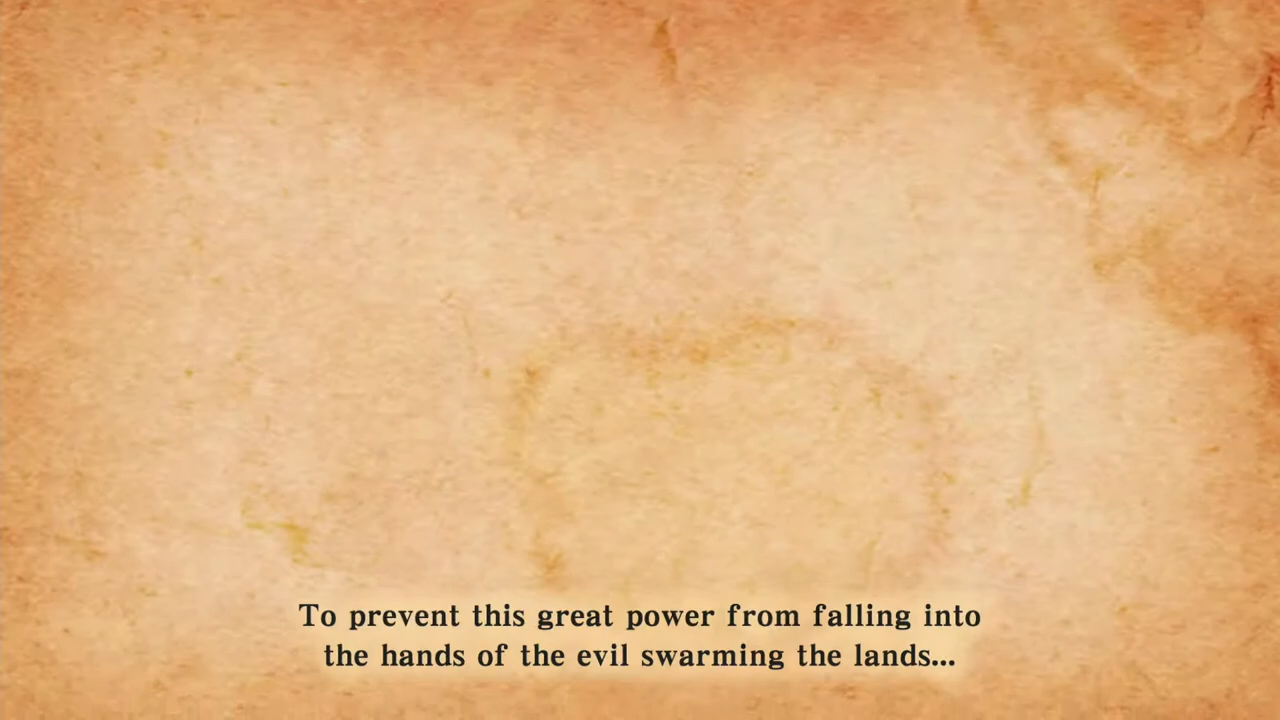 To prevent this great power from falling into
the hands of the evil swarming the lands...